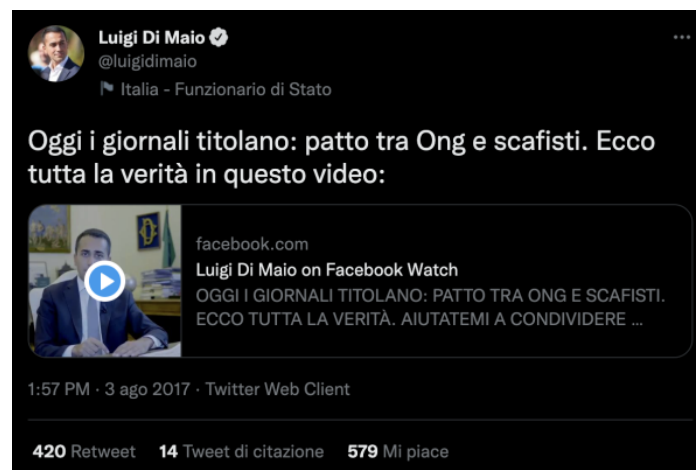 Luigi Di Maio
@luigidimaio
Italia - Funzionario di Stato
Oggi i giornali titolano: patto tra Ong e scafisti. Ecco
tutta la verità in questo video:
facebook.com
Luigi Di Maio on Facebook Watch
OGGI I GIORNALI TITOLANO: PATTO TRA ONG E SCAFISTI.
ECCO TUTTA LA VERITÀ. AIUTATEMI A CONDIVIDERE ...
1:57 PM · 3 ago 2017 · Twitter Web Client
420 Retweet 14 Tweet di citazione 579 Mi piace